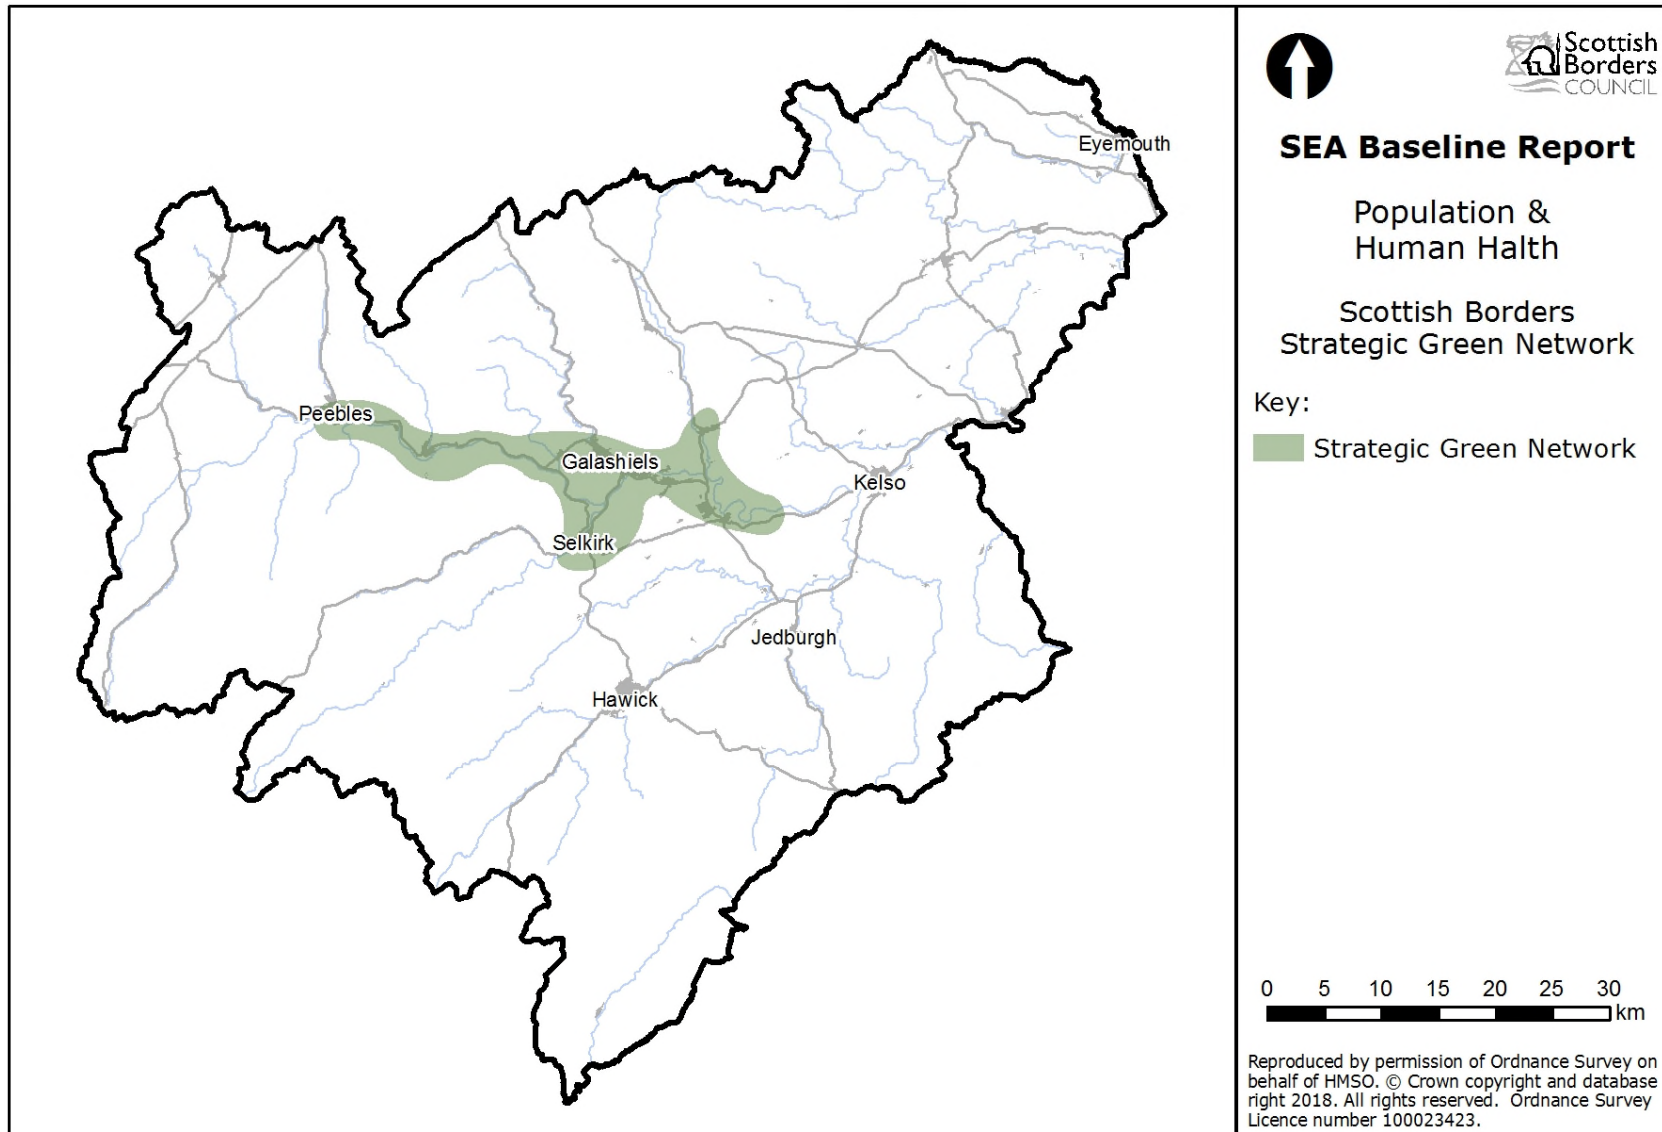 Scottish
Borders
COUNCIL
SEA Baseline Report
Population &
Human Halth
Scottish Borders
Strategic Green Network
Key:
Strategic Green Network
Eyemouth
Peebles
Galashiels
Kelso
Selkirk
Jedburgh
Hawick
0 5 10 15 20 25 30
km
Reproduced by permission of Ordnance Survey on
behalf of HMSO. © Crown copyright and database
right 2018. All rights reserved. Ordnance Survey
Licence number 100023423.